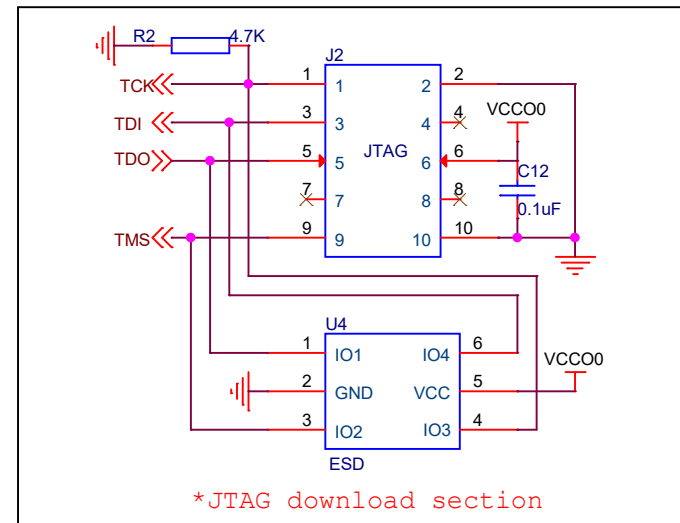 R2 4.7K
J2
TCK 1 1 2 2
VCCO0
TDI 3 3 4 4
TDO 5 5 JTAG 6 6
C12
7 7 8 8
0.1uF
TMS 9 9 10 10
U4
1 IO1 IO4 6
VCCO0
2 GND VCC 5
3 IO2 IO3 4
ESD
*JTAG download section